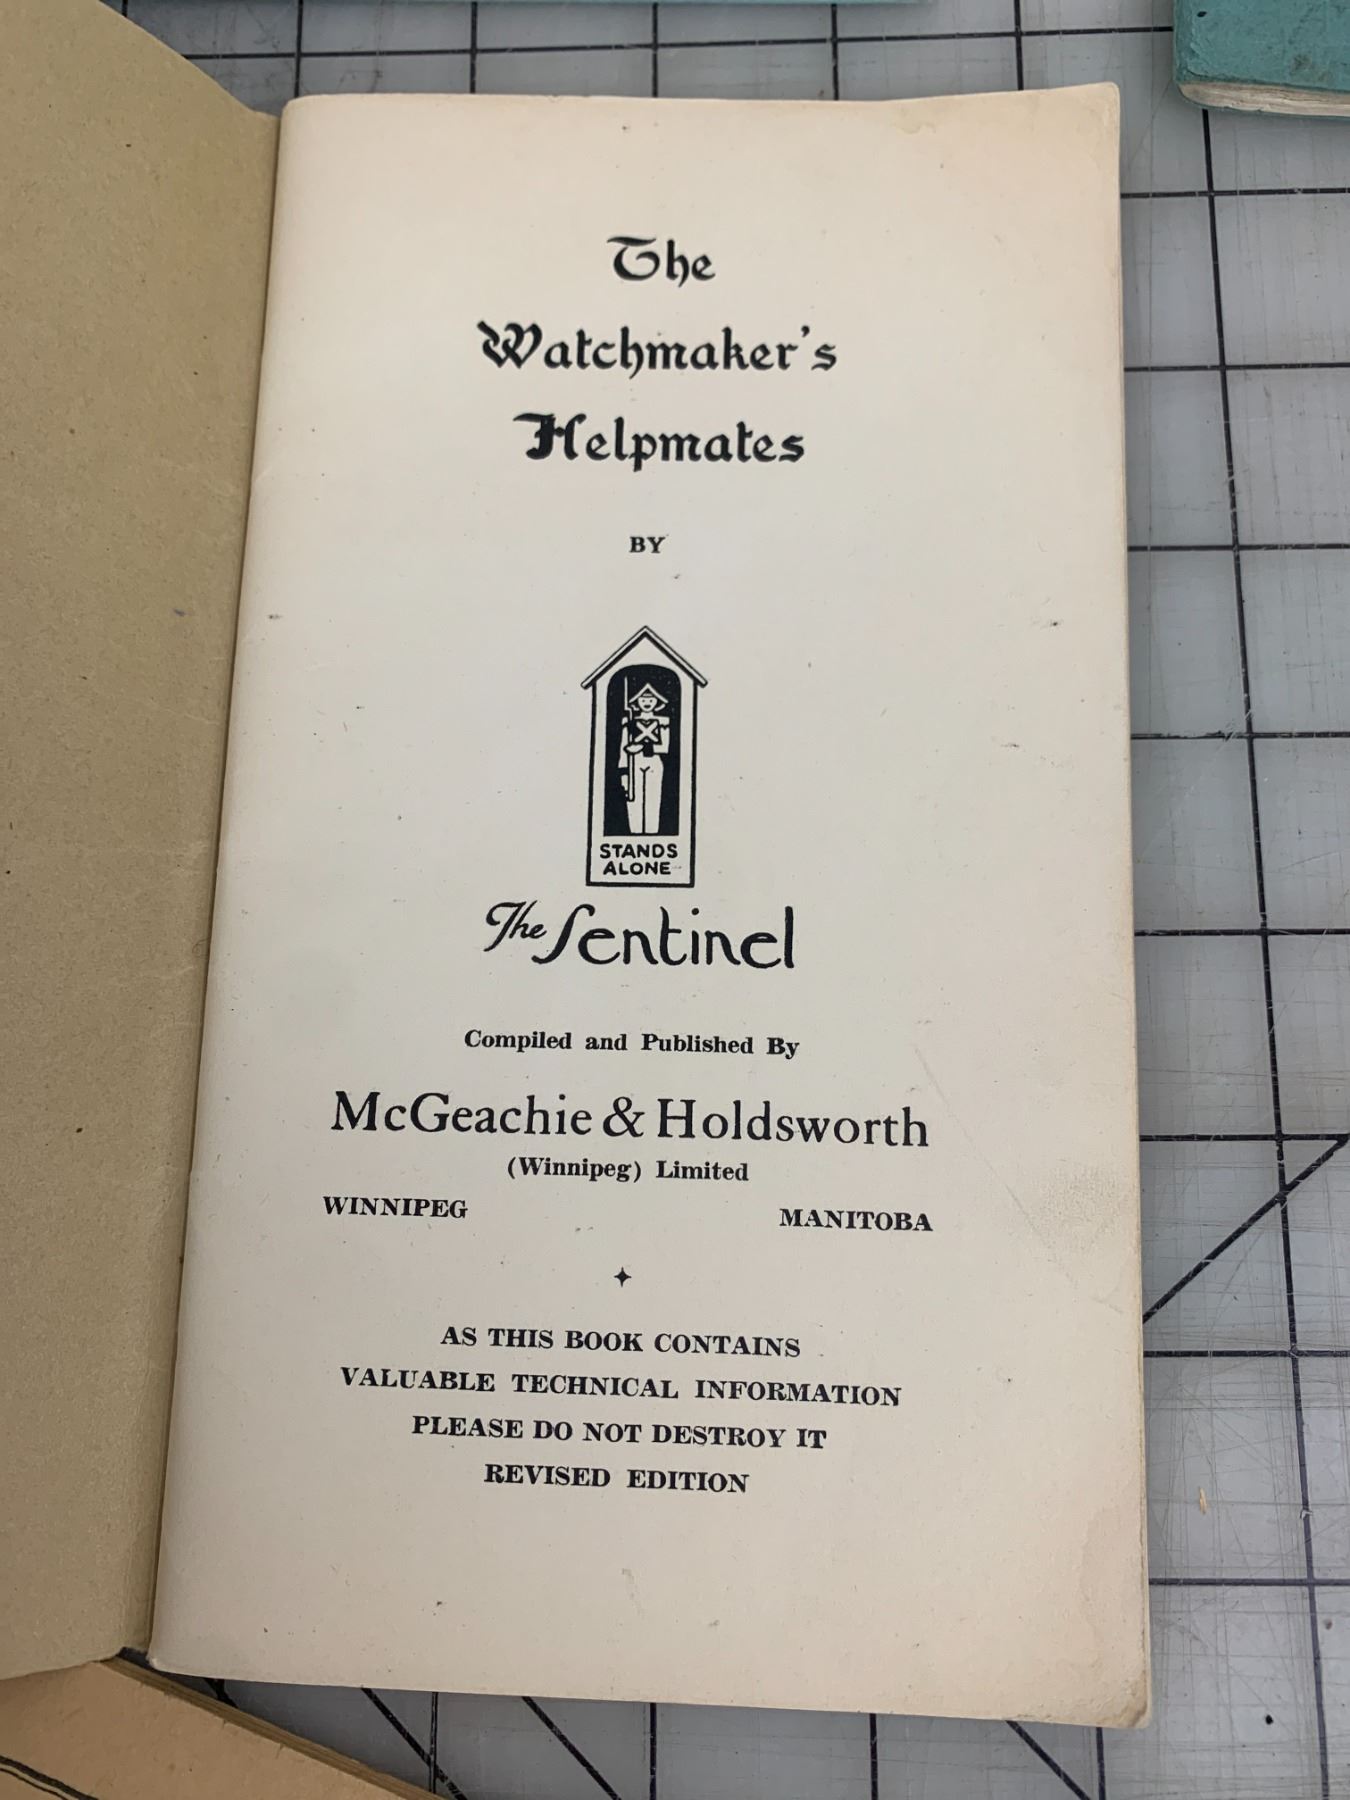 The
Watchmaker's
Helpmates
BY
STANDS
ALONE
The Sentinel
Compiled and Published By
McGeachie & Holdsworth
(Winnipeg) Limited
WINNIPEG MANITOBA
AS THIS BOOK CONTAINS
VALUABLE TECHNICAL INFORMATION
PLEASE DO NOT DESTROY IT
REVISED EDITION